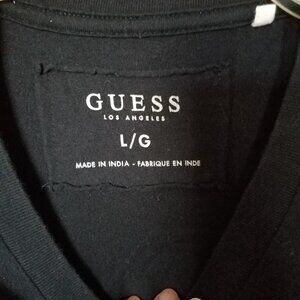 GUESS
LOS ANGELES
L/G
MADE IN INDIA - FABRIQUE EN INDE